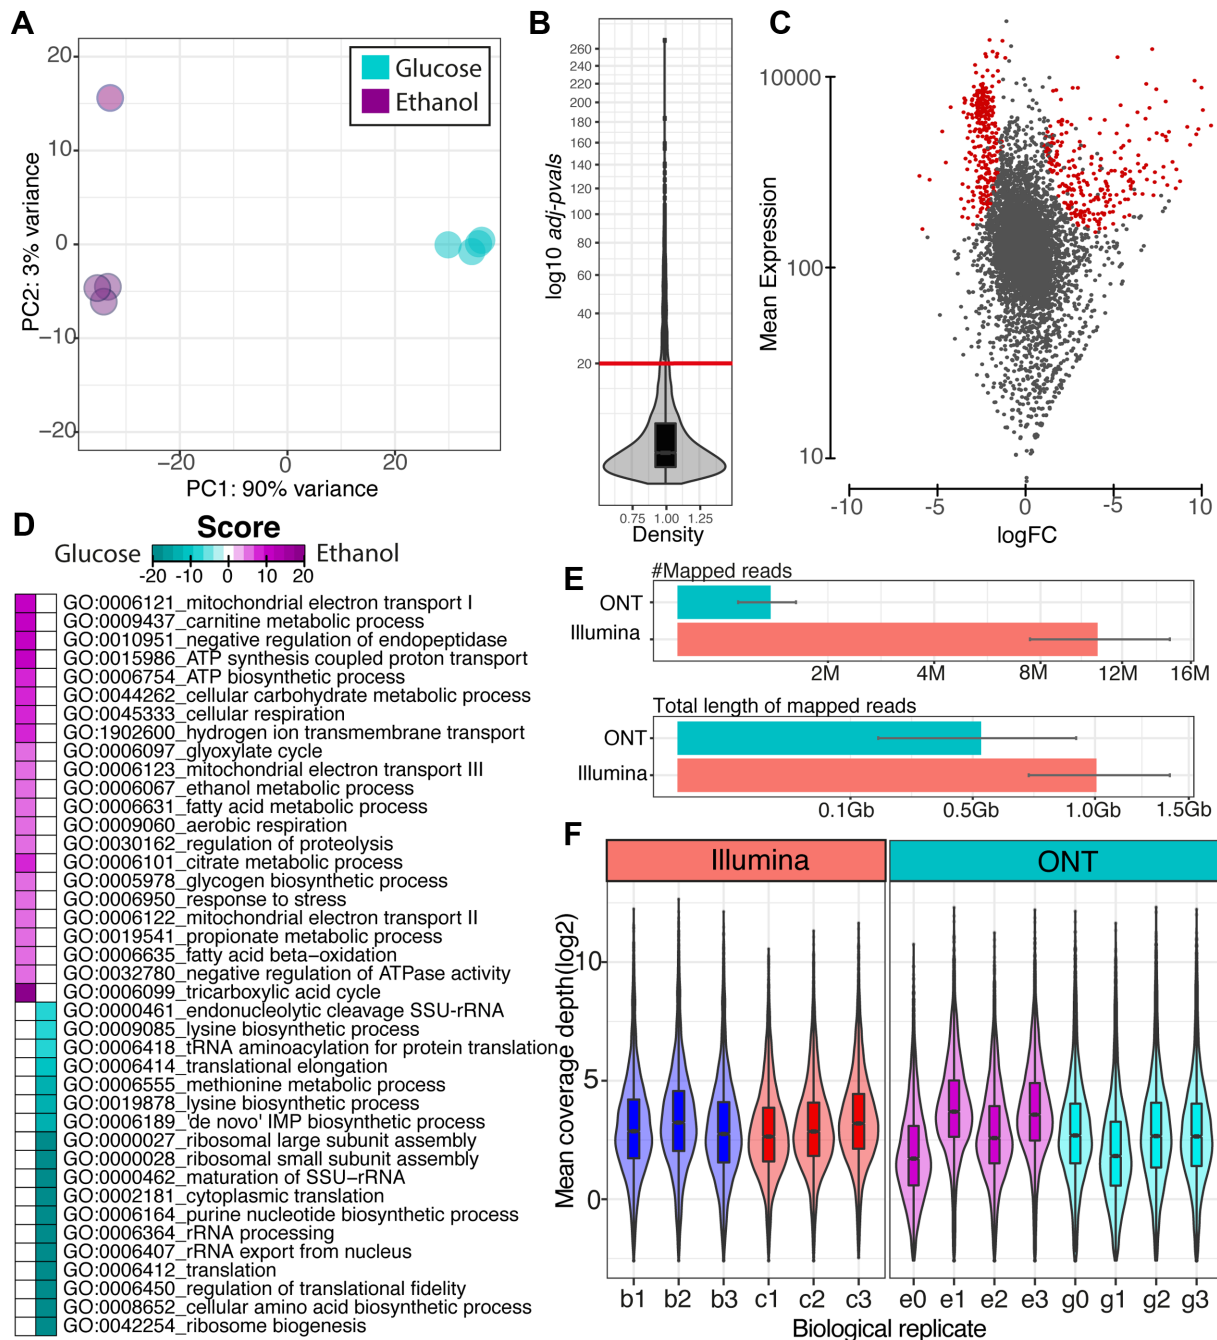 A
20
10
0
−10
−20
PC2: 3% variance
Glucose
Ethanol
−20
0
20
PC1: 90% variance
B
260
240
220
200
180
160
140
120
100
80
60
40
20
log10 adj-pvals
0.75 1.00 1.25
Density
C
10000
100
10
Mean Expression
-10
-5
0
-5
10
logFC
D
Score
Glucose
Ethanol
-20 -10 0 10 20
GO:0006121_mitochondrial electron transport I
GO:0009437_carnitine metabolic process
GO:0010951_negative regulation of endopeptidase
GO:0015986_ATP synthesis coupled proton transport
GO:0006754_ATP biosynthetic process
GO:0044262_cellular carbohydrate metabolic process
GO:0045333_cellular respiration
GO:1902600_hydrogen ion transmembrane transport
GO:0006097_glyoxylate cycle
GO:0006123_mitochondrial electron transport III
GO:0006067_ethanol metabolic process
GO:0006631_fatty acid metabolic process
GO:0009060_aerobic respiration
GO:0030162_regulation of proteolysis
GO:0006101_citrate metabolic process
GO:0005978_glycogen biosynthetic process
GO:0006950_response to stress
GO:0006122_mitochondrial electron transport II
GO:0019541_propionate metabolic process
GO:0006635_fatty acid beta−oxidation
GO:0032780_negative regulation of ATPase activity
GO:0006099_tricarboxylic acid cycle
GO:0000461_endonucleolytic cleavage SSU-rRNA
GO:0009085_lysine biosynthetic process
GO:0006418_tRNA aminoacylation for protein translation
GO:0006414_translational elongation
GO:0006555_methionine metabolic process
GO:0019878_lysine biosynthetic process
GO:0006189_'de novo' IMP biosynthetic process
GO:0000027_ribosomal large subunit assembly
GO:0000028_ribosomal small subunit assembly
GO:0000462_maturation of SSU−rRNA
GO:0002181_cytoplasmic translation
GO:0006164_purine nucleotide biosynthetic process
GO:0006364_rRNA processing
GO:0006407_rRNA export from nucleus
GO:0006412_translation
GO:0006450_regulation of translational fidelity
GO:0008652_cellular amino acid biosynthetic process
GO:0042254_ribosome biogenesis
E
#Mapped reads
ONT
Illumina
2M 4M 8M 12M 16M
Total length of mapped reads
ONT
Illumina
0.1Gb 0.5Gb 1.0Gb 1.5Gb
F
Illumina
ONT
10
5
0
Mean coverage depth(log2)
b1 b2 b3 c1 c2 c3 e0 e1 e2 e3 g0 g1 g2 g3
Biological replicate